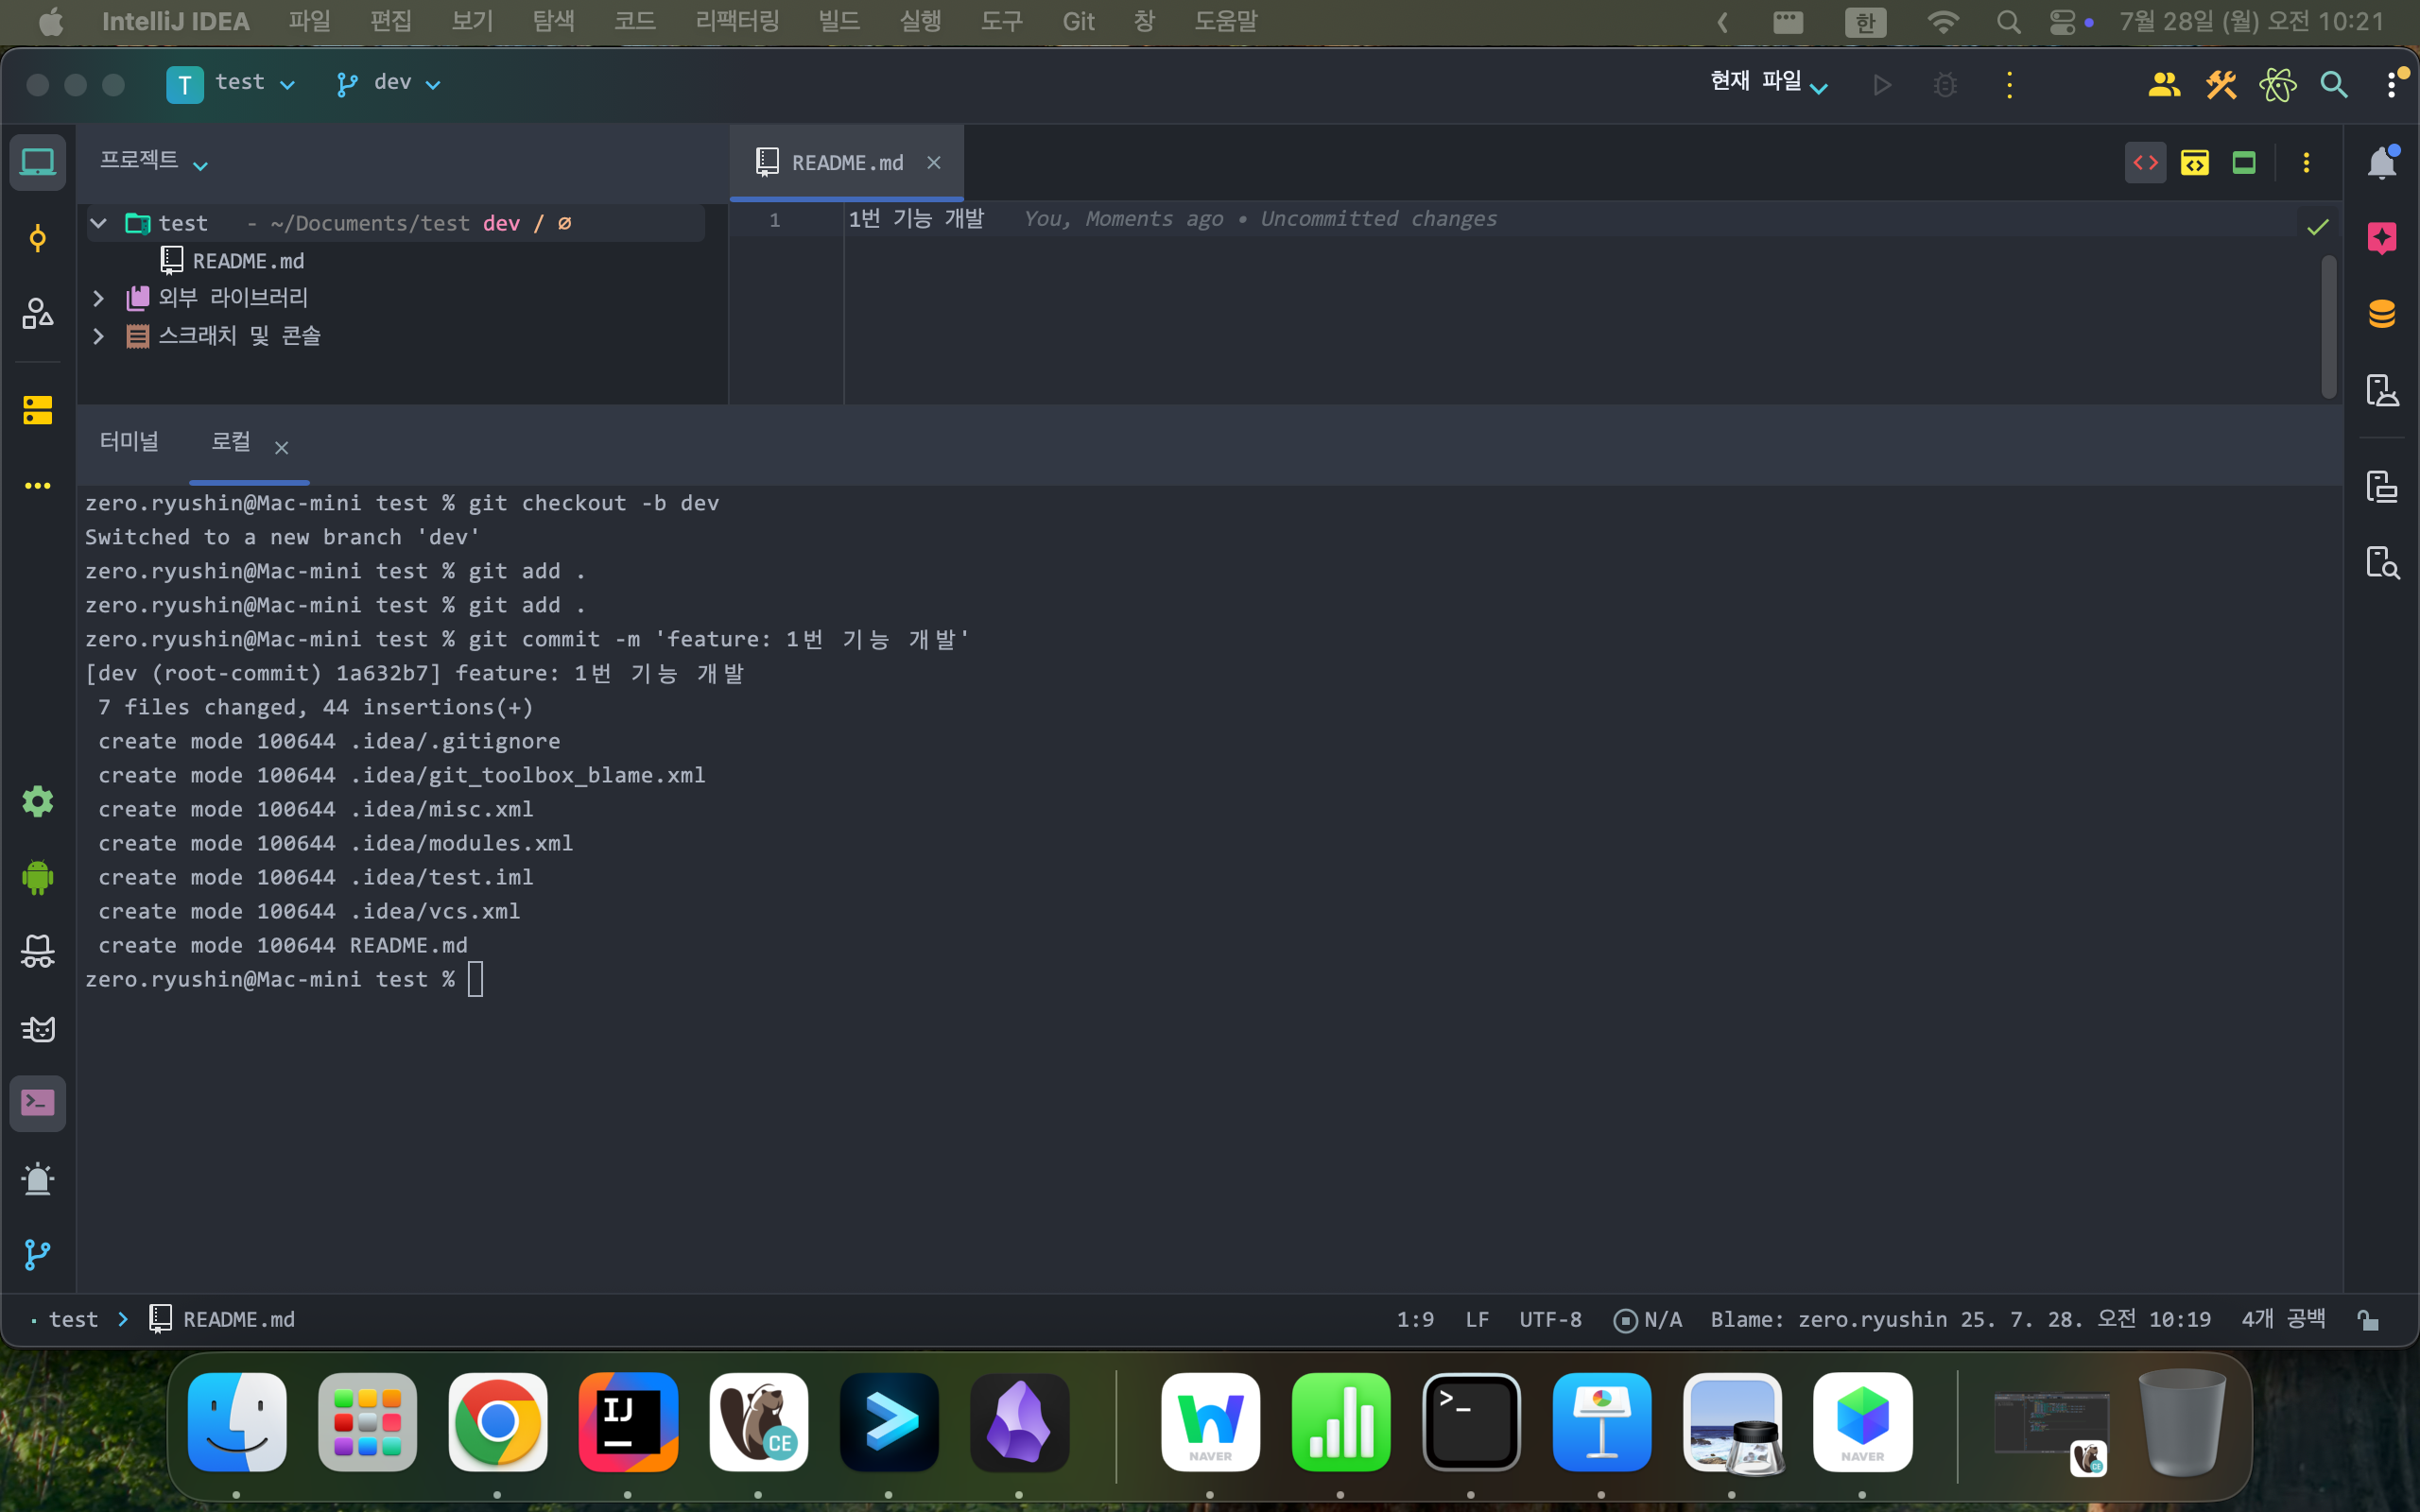 IntelliJ IDEA 파일 편집 보기 탐색 코드 리팩터링 빌드 실행 도구 Git 창 도움말 한 7월 28일 (월) 오전 10:21
T test dev 현재 파일
프로젝트 README.md
test - ~/Documents/test dev / ∅
1 1번 기능 개발 You, Moments ago • Uncommitted changes
README.md
외부 라이브러리
스크래치 및 콘솔
터미널 로컬
zero.ryushin@Mac-mini test % git checkout -b dev
Switched to a new branch 'dev'
zero.ryushin@Mac-mini test % git add .
zero.ryushin@Mac-mini test % git add .
zero.ryushin@Mac-mini test % git commit -m 'feature: 1번 기능 개발'
[dev (root-commit) 1a632b7] feature: 1번 기능 개발
7 files changed, 44 insertions(+)
create mode 100644 .idea/.gitignore
create mode 100644 .idea/git_toolbox_blame.xml
create mode 100644 .idea/misc.xml
create mode 100644 .idea/modules.xml
create mode 100644 .idea/test.iml
create mode 100644 .idea/vcs.xml
create mode 100644 README.md
zero.ryushin@Mac-mini test %
test README.md 1:9 LF UTF-8 N/A Blame: zero.ryushin 25. 7. 28. 오전 10:19 4개 공백
IJ CE W NAVER >_ NAVER CE